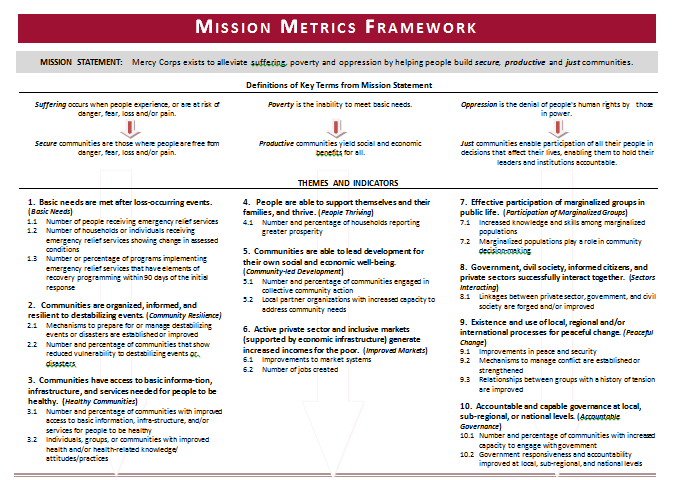 MISSION METRICS FRAMEWORK
MISSION STATEMENT: Mercy Corps exists to alleviate suffering, poverty and oppression by helping people build secure, productive and just communities.
Definitions of Key Terms from Mission Statement
Suffering occurs when people experience, or are at risk of
danger, fear, loss and/or pain.
Secure communities are those where people are free from
danger, fear, loss and/or pain.
Poverty is the inability to meet basic needs.
Productive communities yield social and economic
benefits for all.
Oppression is the denial of people's human rights by those
in power.
Just communities enable participation of all their people in
decisions that affect their lives, enabling them to hold their
leaders and institutions accountable.
THEMES AND INDICATORS
1. Basic needs are met after loss-occurring events.
(Basic Needs)
1.1 Number of people receiving emergency relief services
1.2 Number of households or individuals receiving
emergency relief services showing change in assessed
conditions
1.3 Number or percentage of programs implementing
emergency relief services that have elements of
recovery programming within 90 days of the initial
response
2. Communities are organized, informed, and
resilient to destabilizing events. (Community Resilience)
2.1 Mechanisms to prepare for or manage destabilizing
events or disasters are established or improved
2.2 Number and percentage of communities that show
reduced vulnerability to destabilizing events or
disasters
3. Communities have access to basic informa-tion,
infrastructure, and services needed for people to be
healthy. (Healthy Communities)
3.1 Number and percentage of communities with improved
access to basic information, infra-structure, and/or
services for people to be healthy
3.2 Individuals, groups, or communities with improved
health and/or health-related knowledge/
attitudes/practices
4. People are able to support themselves and their
families, and thrive. (People Thriving)
4.1 Number and percentage of households reporting
greater prosperity
5. Communities are able to lead development for
their own social and economic well-being.
(Community-led Development)
5.1 Number and percentage of communities engaged in
collective community action
5.2 Local partner organizations with increased capacity to
address community needs
6. Active private sector and inclusive markets
(supported by economic infrastructure) generate
increased incomes for the poor. (Improved Markets)
6.1 Improvements to market systems
6.2 Number of jobs created
7. Effective participation of marginalized groups in
public life. (Participation of Marginalized Groups)
7.1 Increased knowledge and skills among marginalized
populations
7.2 Marginalized populations play a role in community
decision-making
8. Government, civil society, informed citizens, and
private sectors successfully interact together. (Sectors
Interacting)
8.1 Linkages between private sector, government, and civil
society are forged and/or improved
9. Existence and use of local, regional and/or
international processes for peaceful change. (Peaceful
Change)
9.1 Improvements in peace and security
9.2 Mechanisms to manage conflict are established or
strengthened
9.3 Relationships between groups with a history of tension
are improved
10. Accountable and capable governance at local,
sub-regional, or national levels. (Accountable
Governance)
10.1 Number and percentage of communities with increased
capacity to engage with government
10.2 Government responsiveness and accountability
improved at local, sub-regional, and national levels